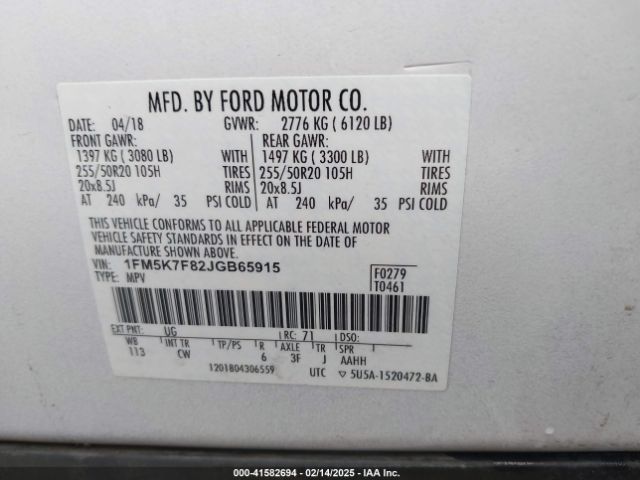 MFD. BY FORD MOTOR CO.
DATE: 04/18 GVWR: 2776 KG ( 6120 LB)
FRONT GAWR: REAR GAWR:
1397 KG ( 3080 LB) WITH 1497 KG ( 3300 LB) WITH
255/50R20 105H TIRES 255/50R20 105H TIRES
20x8.5J RIMS 20x8.5J RIMS
AT 240 kPa/ 35 PSI COLD AT 240 kPa/ 35 PSI COLD
THIS VEHICLE CONFORMS TO ALL APPLICABLE FEDERAL MOTOR
VEHICLE SAFETY STANDARDS IN EFFECT ON THE DATE OF
MANUFACTURE SHOWN ABOVE.
VIN: 1FM5K7F82JGB65915 F0279
TYPE: MPV T0461
EXT PNT: UG RC: 71 DSO:
WB INT TR TP/PS R AXLE TR SPR
113 CW 6 3F J AAHH
1201804306559 UTC ▽ 5U5A-1520472-BA
000-41582694 - 02/14/2025 - IAA Inc.